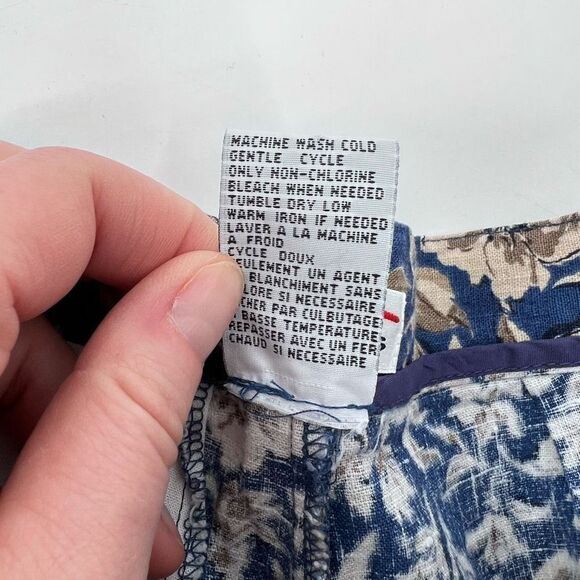 MACHINE WASH COLD
GENTLE CYCLE
ONLY NON-CHLORINE
BLEACH WHEN NEEDED
TUMBLE DRY LOW
WARM IRON IF NEEDED
LAVER A LA MACHINE
A FROID
CYCLE DOUX
SEULEMENT UN AGENT
BLANCHIMENT SANS
SI NECESSAIRE
PAR CULBUTAGE
BASSE TEMPERATURE
REPASSER AVEC UN FER
CHAUD SI NECESSAIRE